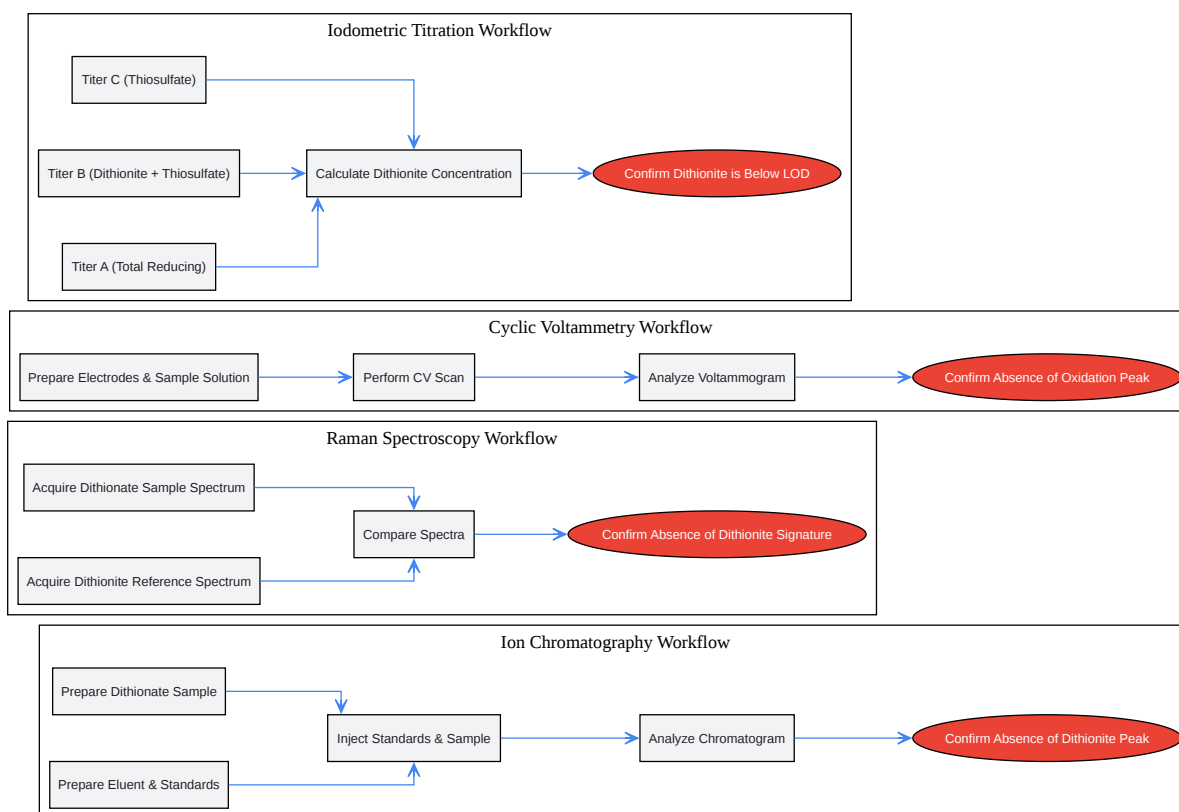 Iodometric Titration Workflow
Titer C (Thiosulfate)
Titer B (Dithionite + Thiosulfate)
Calculate Dithionite Concentration
Confirm Dithionite is Below LOD
Titer A (Total Reducing)
Cyclic Voltammetry Workflow
Prepare Electrodes & Sample Solution
Perform CV Scan
Analyze Voltammogram
Confirm Absence of Oxidation Peak
Raman Spectroscopy Workflow
Acquire Dithionate Sample Spectrum
Compare Spectra
Confirm Absence of Dithionite Signature
Acquire Dithionite Reference Spectrum
Ion Chromatography Workflow
Prepare Dithionate Sample
Inject Standards & Sample
Analyze Chromatogram
Confirm Absence of Dithionite Peak
Prepare Eluent & Standards